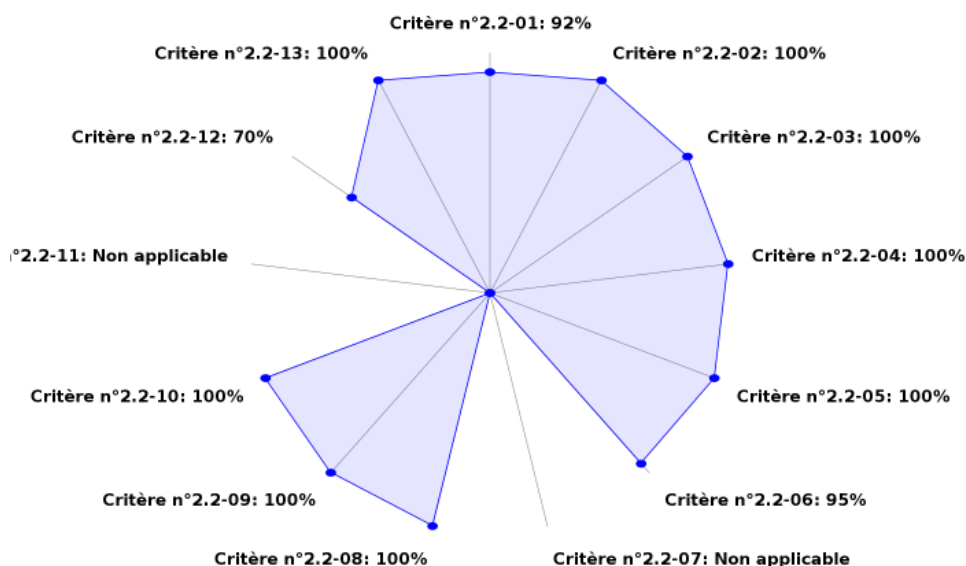 Critère n°2.2-01: 92%
Critère n°2.2-13: 100%
Critère n°2.2-02: 100%
Critère n°2.2-12: 70%
Critère n°2.2-03: 100%
°2.2-11: Non applicable
Critère n°2.2-04: 100%
Critère n°2.2-10: 100%
Critère n°2.2-05: 100%
Critère n°2.2-09: 100%
Critère n°2.2-06: 95%
Critère n°2.2-08: 100%
Critère n°2.2-07: Non applicable